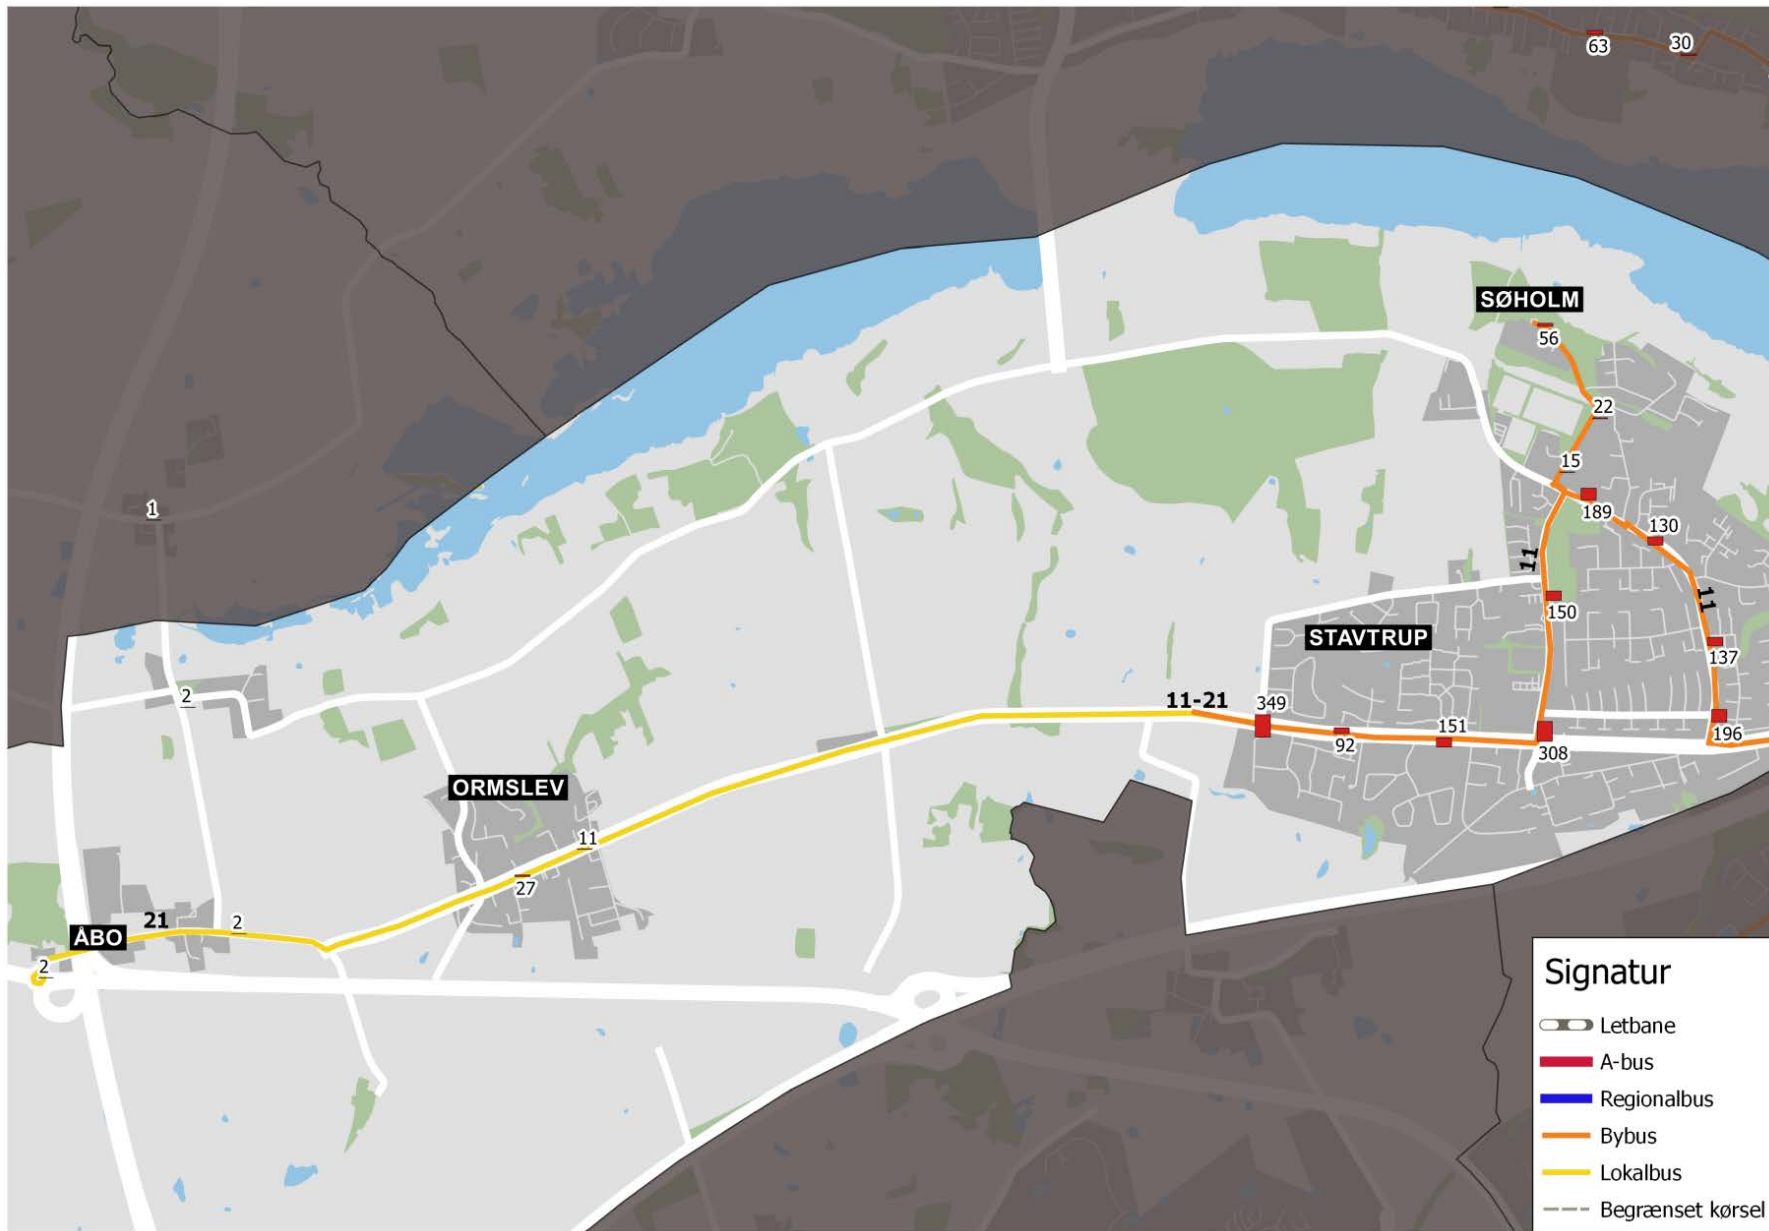 63
30
SØHOLM
56
22
15
1
189
130
11
11
150
STAVTRUP
137
2
11-21
349
196
92
151
308
ORMSLEV
11
27
21
2
ÅBO
2
Signatur
Letbane
A-bus
Regionalbus
Bybus
Lokalbus
Begrænset kørsel